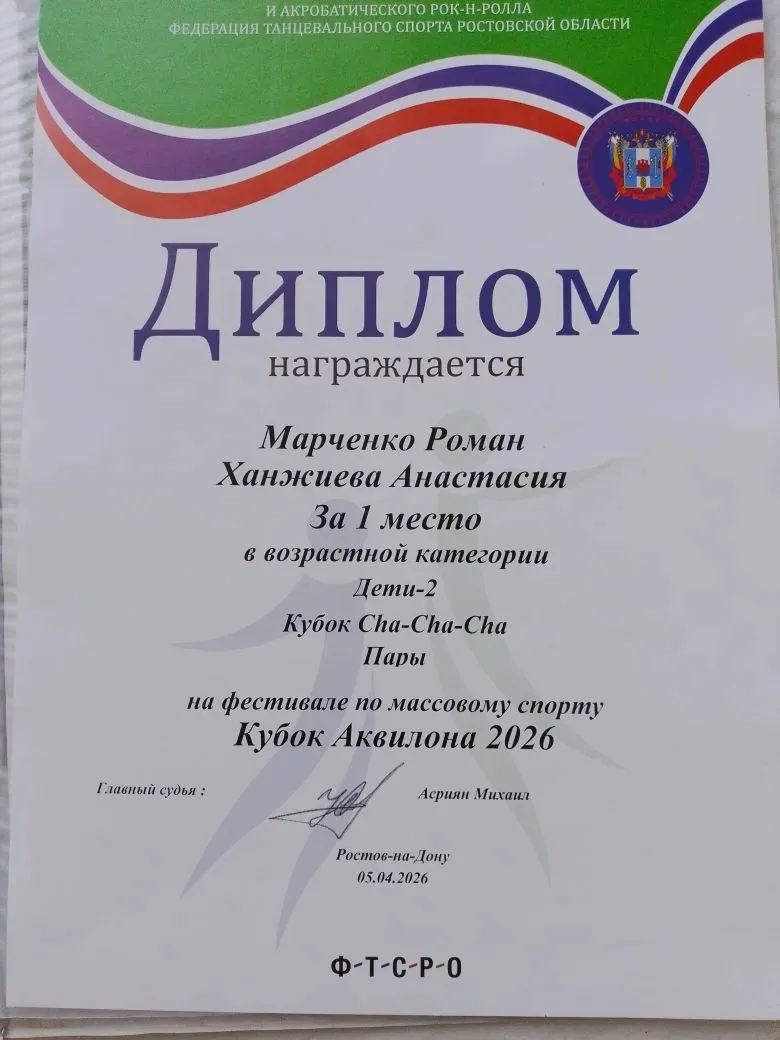 И АКРОБАТИЧЕСКОГО РОК-Н-РОЛЛА
ФЕДЕРАЦИЯ ТАНЦЕВАЛЬНОГО СПОРТА РОСТОВСКОЙ ОБЛАСТИ
Диплом
награждается
Марченко Роман
Ханжиева Анастасия
За 1 место
в возрастной категории
Дети-2
Кубок Cha-Cha-Cha
Пары
на фестивале по массовому спорту
Кубок Аквилона 2026
Главный судья : Асриян Михаил
Ростов-на-Дону
05.04.2026
Ф-Т-С-Р-О